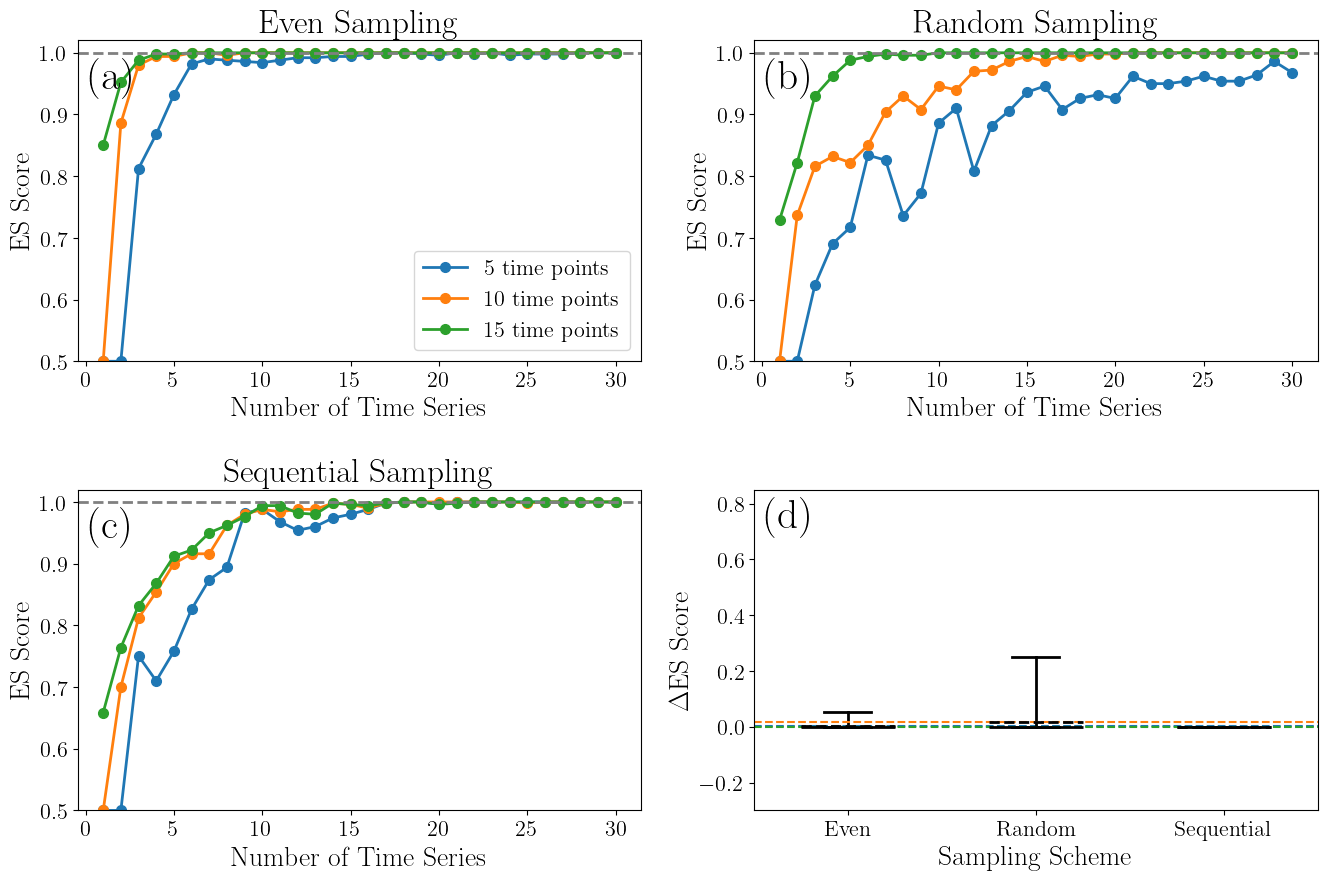 Even Sampling
(a)
ES Score
1.0
0.9
0.8
0.7
0.6
0.5
5 time points
10 time points
15 time points
0 5 10 15 20 25 30
Number of Time Series
Random Sampling
(b)
ES Score
1.0
0.9
0.8
0.7
0.6
0.5
0 5 10 15 20 25 30
Number of Time Series
Sequential Sampling
(c)
ES Score
1.0
0.9
0.8
0.7
0.6
0.5
0 5 10 15 20 25 30
Number of Time Series
(d)
ΔES Score
0.8
0.6
0.4
0.2
0.0
−0.2
Even Random Sequential
Sampling Scheme